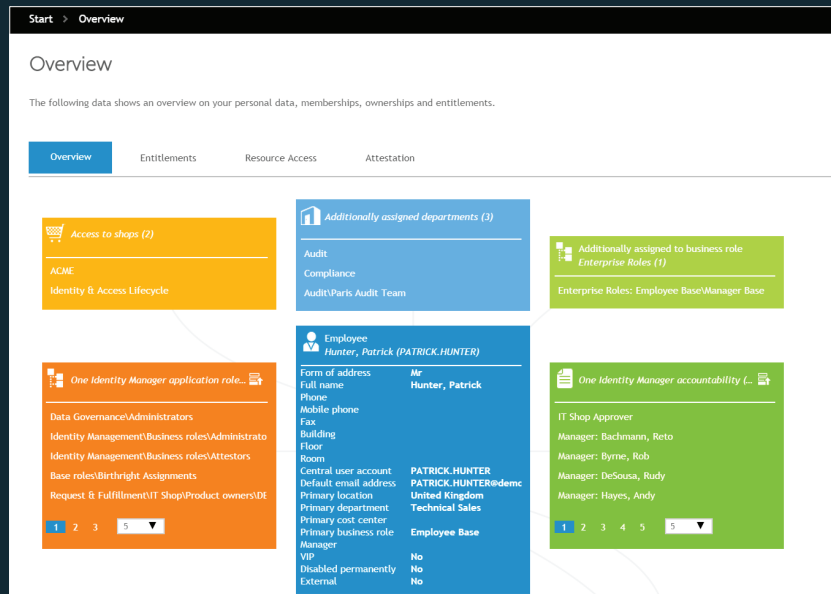 Start > Overview
Overview
The following data shows an overview on your personal data, memberships, ownerships and entitlements.
Overview Entitlements Resource Access Attestation
Access to shops (2)
ACME
Identity & Access Lifecycle
Additionally assigned departments (3)
Audit
Compliance
Audit\Paris Audit Team
Additionally assigned to business role
Enterprise Roles (1)
Enterprise Roles: Employee Base\Manager Base
One Identity Manager application role...
Data Governance\Administrators
Identity Management\Business roles\Administrato
Identity Management\Business roles\Attestors
Base roles\Birthright Assignments
Request & Fulfillment\IT Shop\Product owners\DE
1 2 3 5
Employee
Hunter, Patrick (PATRICK.HUNTER)
Form of address Mr
Full name Hunter, Patrick
Phone
Mobile phone
Fax
Building
Floor
Room
Central user account PATRICK.HUNTER
Default email address PATRICK.HUNTER@demo
Primary location United Kingdom
Primary department Technical Sales
Primary cost center
Primary business role Employee Base
Manager
VIP No
Disabled permanently No
External No
One Identity Manager accountability (...
IT Shop Approver
Manager: Bachmann, Reto
Manager: Byrne, Rob
Manager: DeSousa, Rudy
Manager: Hayes, Andy
1 2 3 4 5 5